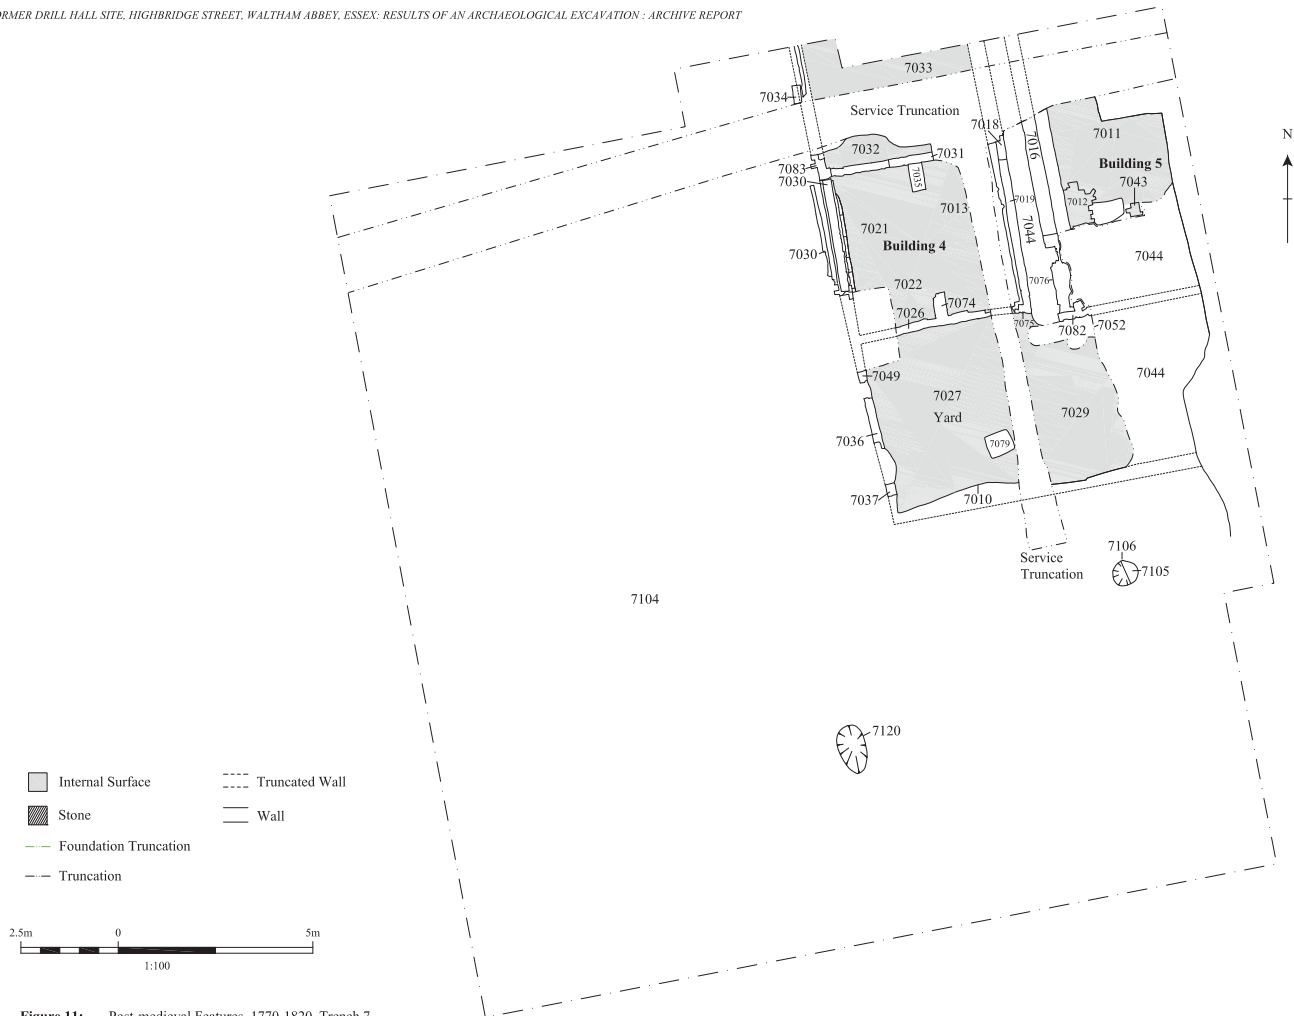 ORMER DRILL HALL SITE, HIGHBRIDGE STREET, WALTHAM ABBEY, ESSEX: RESULTS OF AN ARCHAEOLOGICAL EXCAVATION : ARCHIVE REPORT
7033
7034
Service Truncation
7018
7016
7011
N
7032
7031
Building 5
7083
7035
7043
7030
7013
7019
7012
7021
7044
Building 4
7030
7044
7022
7076
7074
7026
7075
7082
7052
7049
7044
7027
7029
Yard
7036
7079
7037
7010
7106
Service
Truncation
7105
7104
7120
Internal Surface
Truncated Wall
Stone
Wall
Foundation Truncation
Truncation
2.5m
0
5m
1:100
Figure 11: Post-medieval Features, 1770-1820, Trench 7